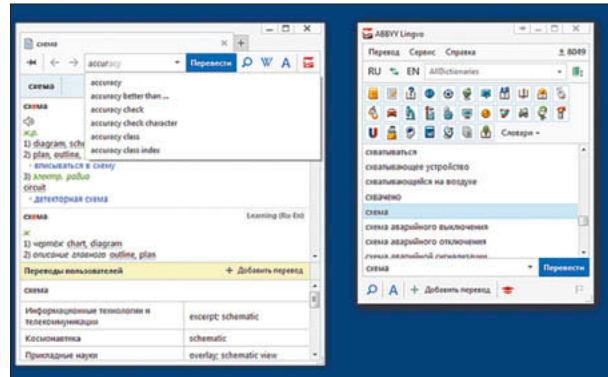 схема
accuracy
Перевести
W A
схема
accuracy
accuracy better than ...
accuracy check
accuracy check character
accuracy class
accuracy class index
схема
ж.р.
1) diagram,
2) plan, outline,
вписываться в схему
3) электр. радио
circuit
детекторная схема
схема
Learning (Ru-En)
ж
1) чертёж chart, diagram
2) описание главного outline, plan
Переводы пользователей
+ Добавить перевод
схема
Информационные технологии и
телекоммуникации
excerpt; schematic
Космонавтика
schematic
Прикладные науки
overlay; schematic view
ABBYY Lingvo
Перевод Сервис Справка
8049
RU EN AllDictionaries
Словари
схватываться
схватывающее устройство
схватывающийся на воздухе
схвачено
схема
схема аварийного выключения
схема аварийного отключения
схема аварийной сигнализации
схема
Перевести
A + Добавить перевод